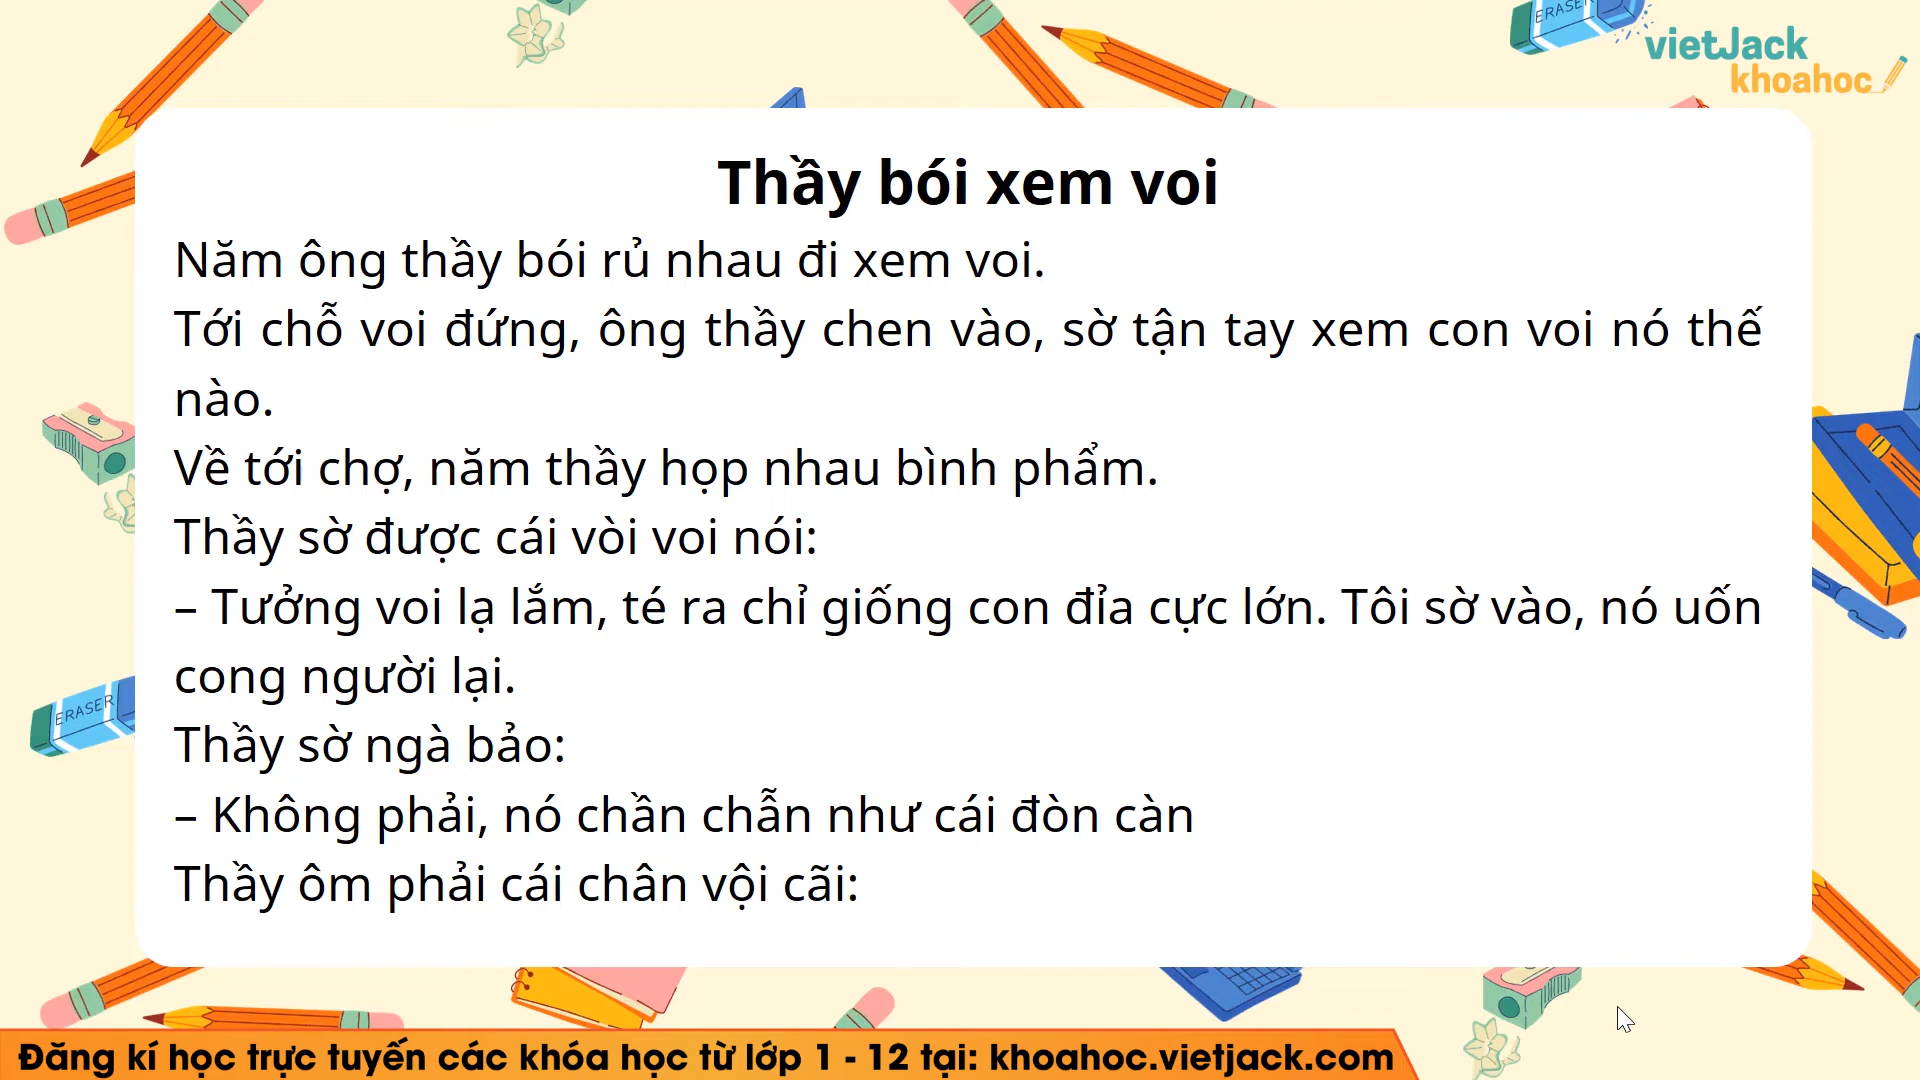 ERASER
vietJack
khoahoc
Thầy bói xem voi
Năm ông thầy bói rủ nhau đi xem voi.
Tới chỗ voi đứng, ông thầy chen vào, sờ tận tay xem con voi nó thế
nào.
Về tới chợ, năm thầy họp nhau bình phẩm.
Thầy sờ được cái vòi voi nói:
– Tưởng voi lạ lắm, té ra chỉ giống con đỉa cực lớn. Tôi sờ vào, nó uốn
cong người lại.
ERASER
Thầy sờ ngà bảo:
– Không phải, nó chần chẫn như cái đòn càn
Thầy ôm phải cái chân vội cãi:
Đăng kí học trực tuyến các khóa học từ lớp 1 - 12 tại: khoahoc.vietjack.com